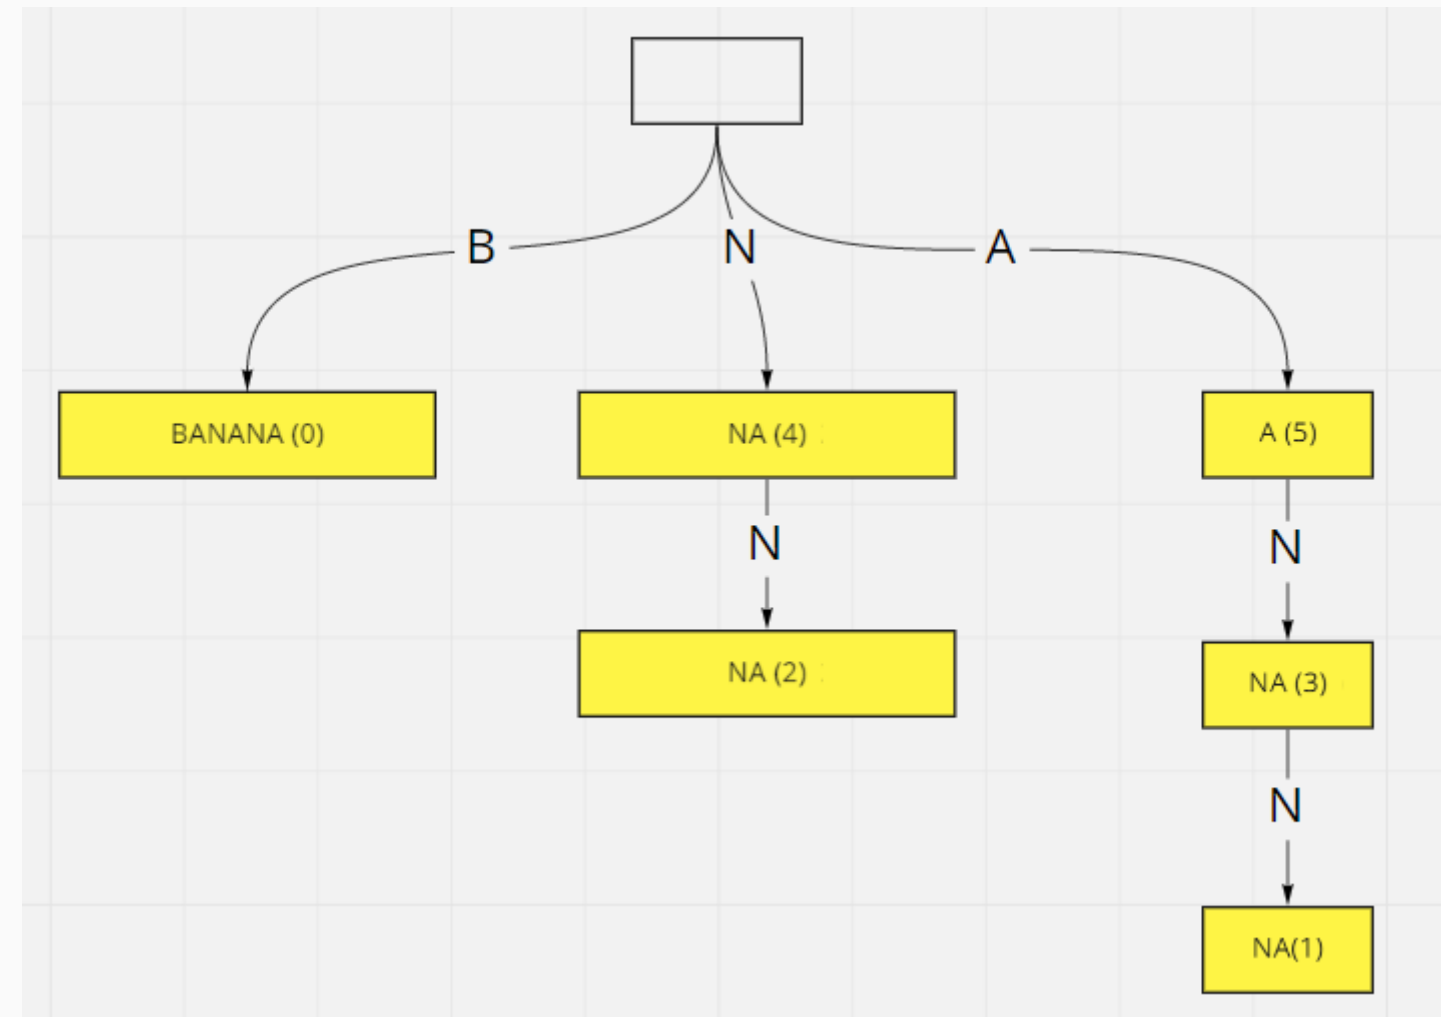 B N A
BANANA (0) NA (4) A (5)
N N
NA (2) NA (3)
N
NA(1)